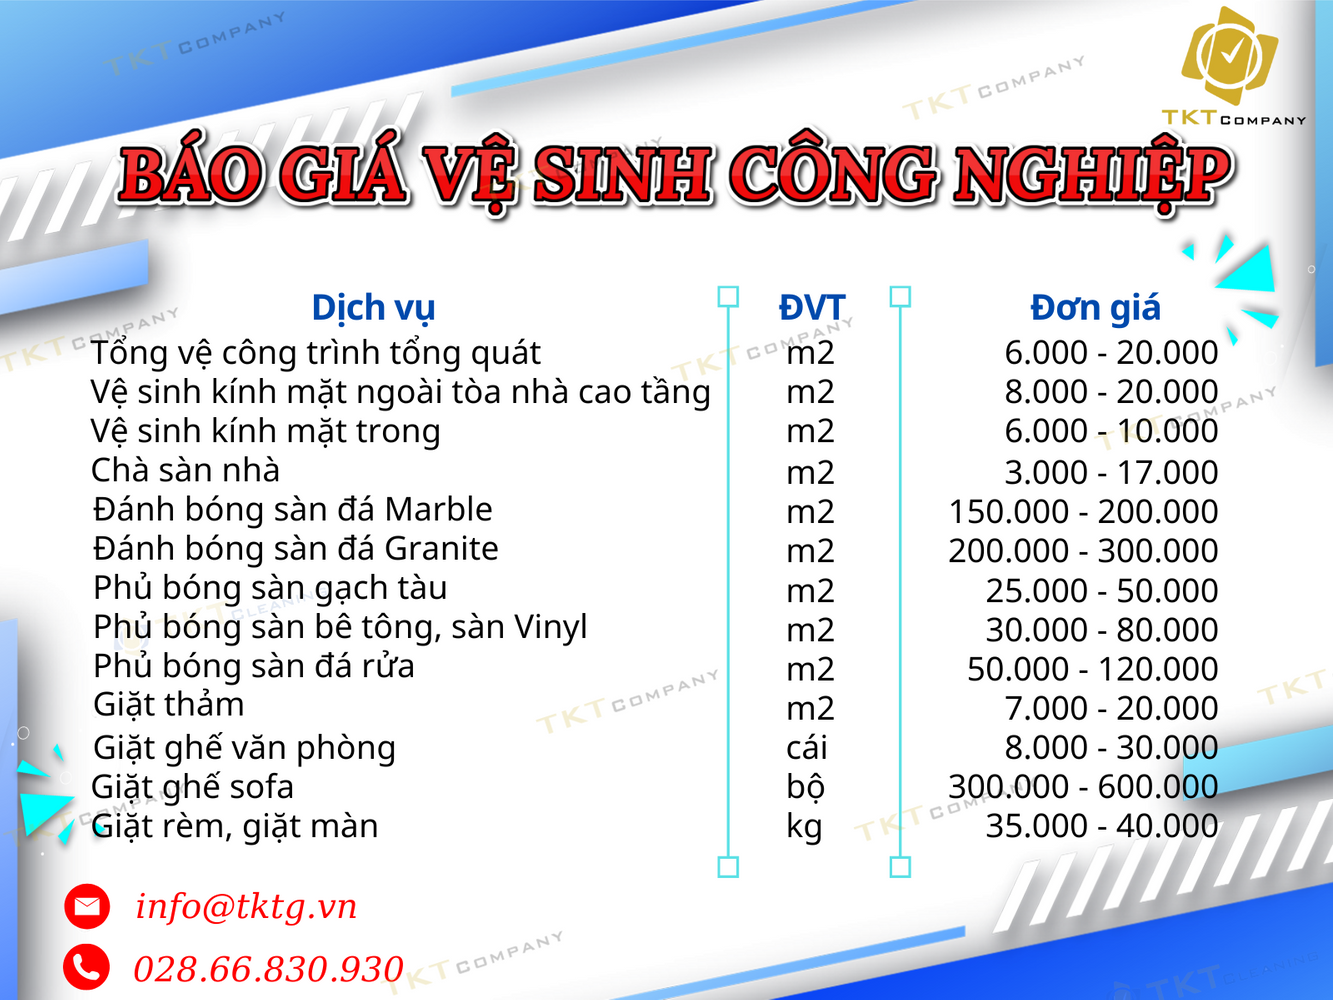 TKT COMPANY
BÁO GIÁ VỆ SINH CÔNG NGHIỆP
Dịch vụ ĐVT Đơn giá
Tổng vệ công trình tổng quát m2 6.000 - 20.000
Vệ sinh kính mặt ngoài tòa nhà cao tầng m2 8.000 - 20.000
Vệ sinh kính mặt trong m2 6.000 - 10.000
Chà sàn nhà m2 3.000 - 17.000
Đánh bóng sàn đá Marble m2 150.000 - 200.000
Đánh bóng sàn đá Granite m2 200.000 - 300.000
Phủ bóng sàn gạch tàu m2 25.000 - 50.000
Phủ bóng sàn bê tông, sàn Vinyl m2 30.000 - 80.000
Phủ bóng sàn đá rửa m2 50.000 - 120.000
Giặt thảm m2 7.000 - 20.000
Giặt ghế văn phòng cái 8.000 - 30.000
Giặt ghế sofa bộ 300.000 - 600.000
Giặt rèm, giặt màn kg 35.000 - 40.000
info@tktg.vn
028.66.830.930